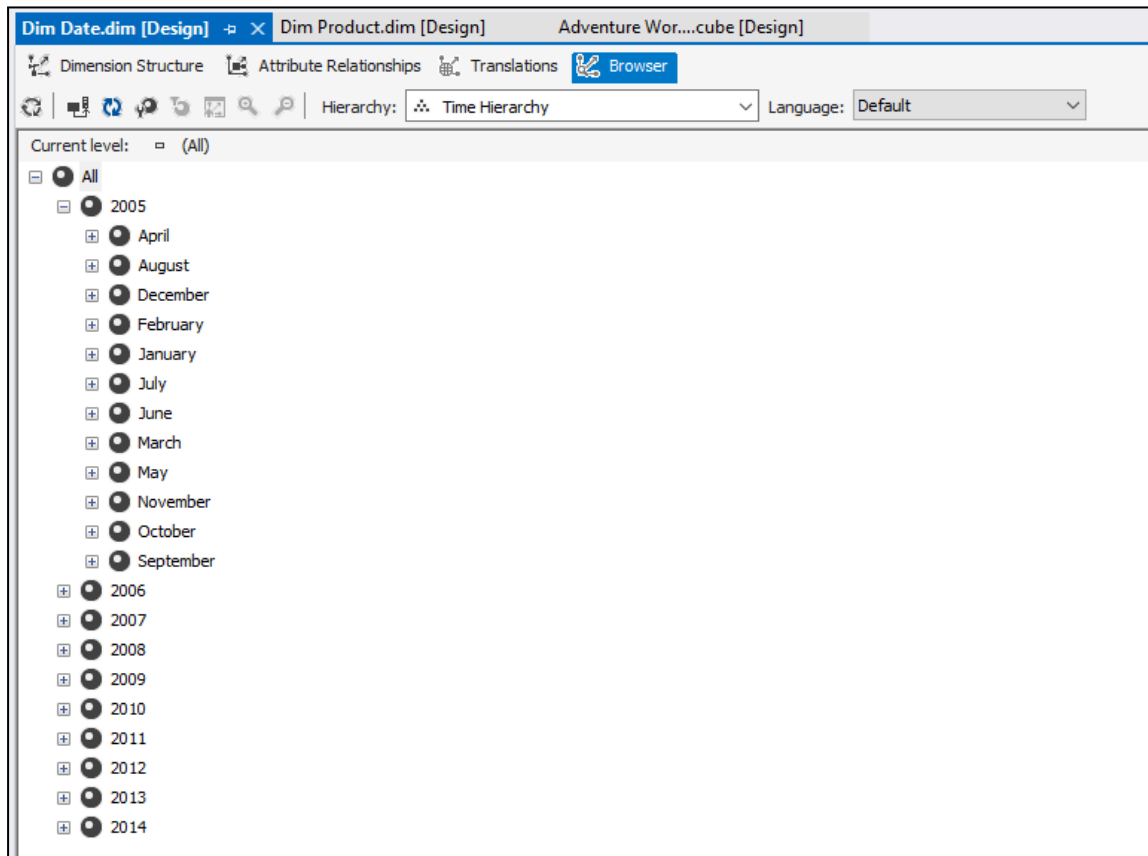 Dim Date.dim [Design] Dim Product.dim [Design] Adventure Wor....cube [Design]
Dimension Structure Attribute Relationships Translations Browser
Hierarchy: Time Hierarchy Language: Default
Current level: (All)
All
2005
April
August
December
February
January
July
June
March
May
November
October
September
2006
2007
2008
2009
2010
2011
2012
2013
2014